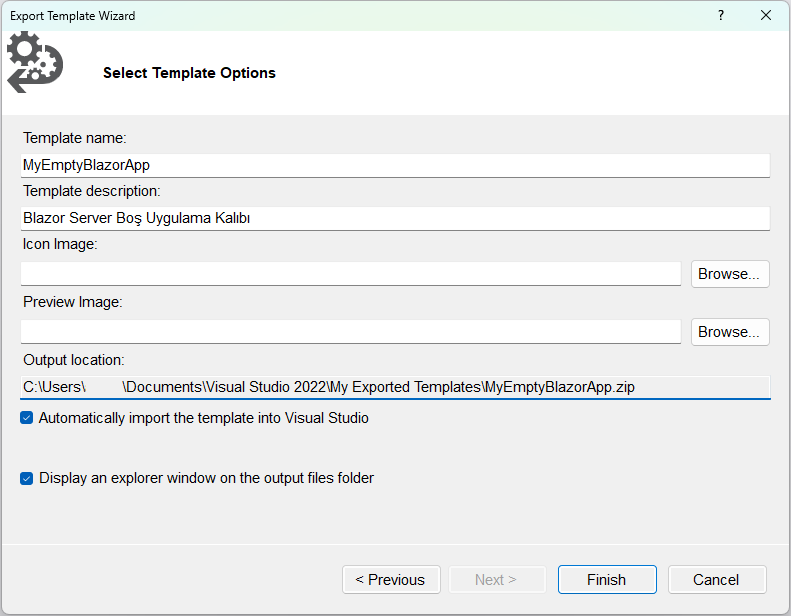 Export Template Wizard
?
Select Template Options
Template name:
MyEmptyBlazorApp
Template description:
Blazor Server Boş Uygulama Kalıbı
Icon Image:
Browse...
Preview Image:
Browse...
Output location:
C:\Users\ \Documents\Visual Studio 2022\My Exported Templates\MyEmptyBlazorApp.zip
Automatically import the template into Visual Studio
Display an explorer window on the output files folder
< Previous Next > Finish Cancel